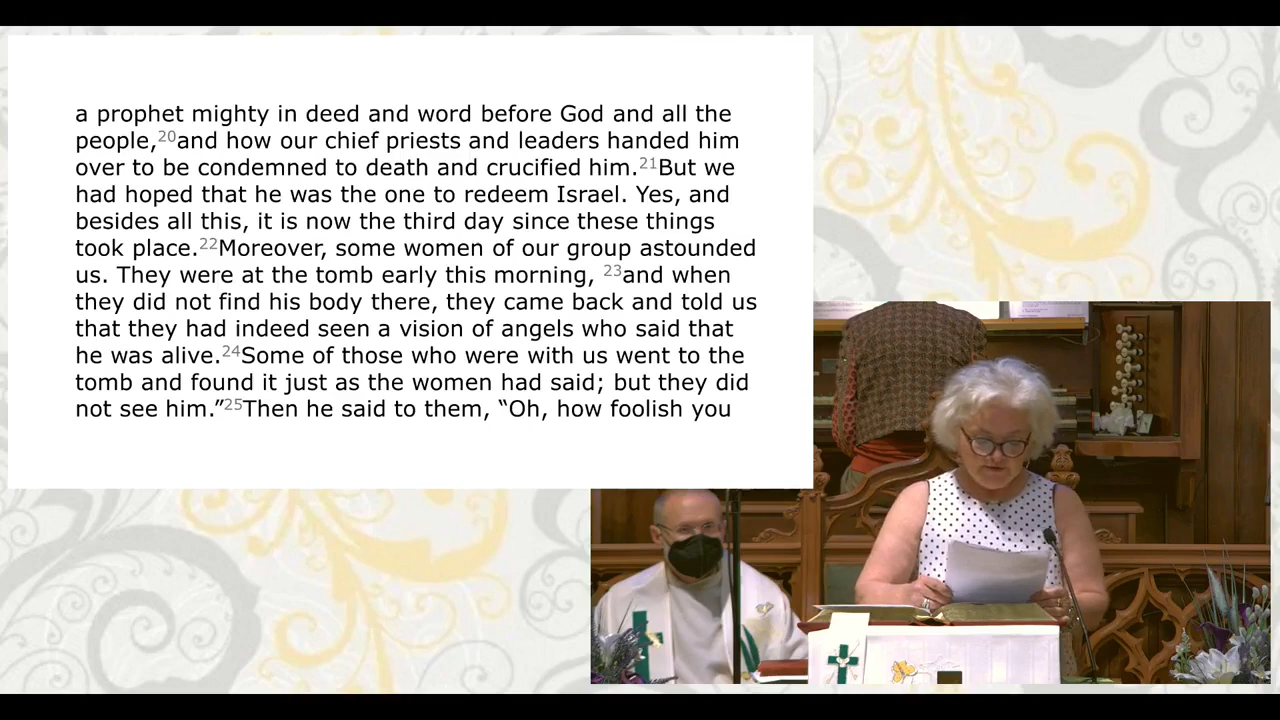 a prophet mighty in deed and word before God and all the
people,20and how our chief priests and leaders handed him
over to be condemned to death and crucified him.21But we
had hoped that he was the one to redeem Israel. Yes, and
besides all this, it is now the third day since these things
took place.22Moreover, some women of our group astounded
us. They were at the tomb early this morning, 23and when
they did not find his body there, they came back and told us
that they had indeed seen a vision of angels who said that
he was alive.24Some of those who were with us went to the
tomb and found it just as the women had said; but they did
not see him.”25Then he said to them, “Oh, how foolish you